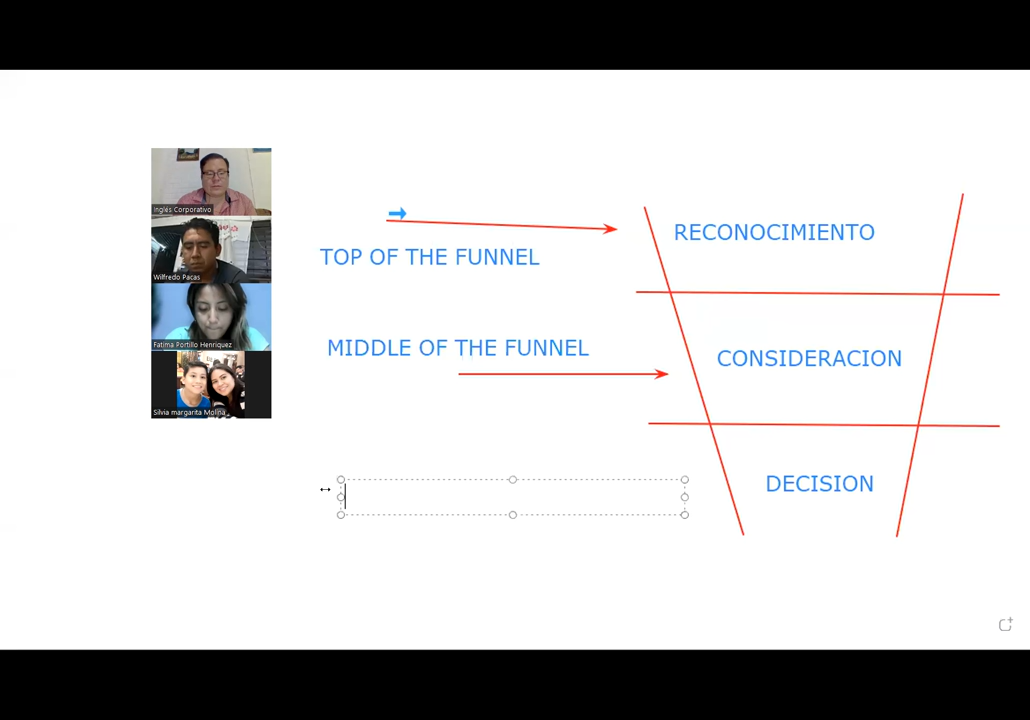 Inglés Corporativo
Wilfredo Pacas
Fatima Portillo Henriquez
Silvia margarita Molina
TOP OF THE FUNNEL
RECONOCIMIENTO
MIDDLE OF THE FUNNEL
CONSIDERACION
DECISION